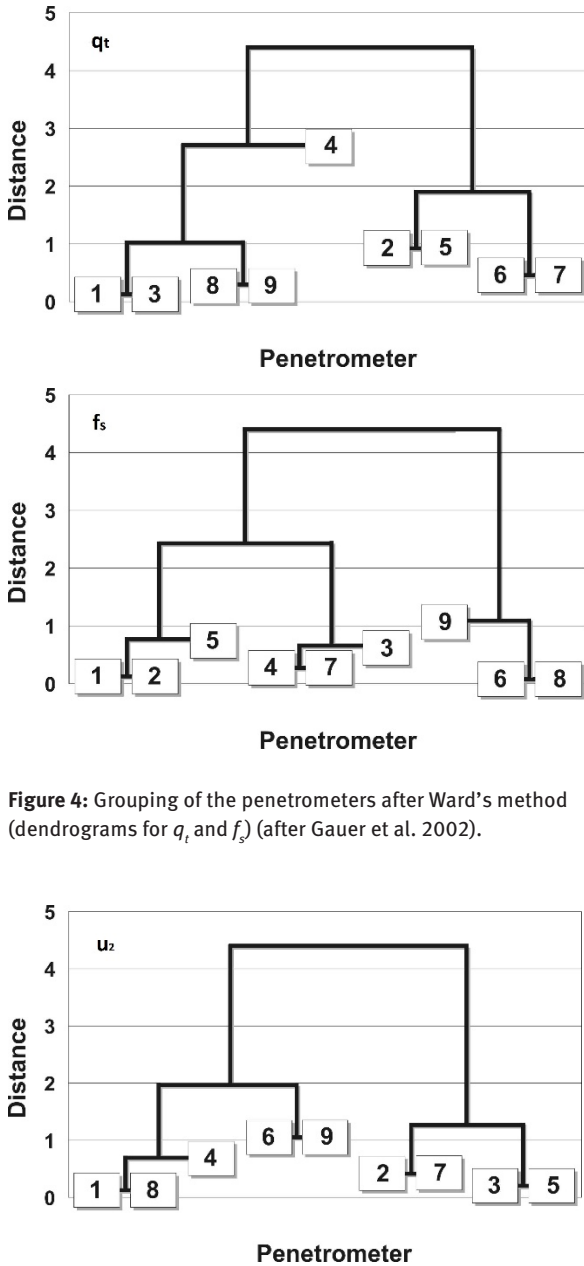 5
qt
4
4
Distance
3
2
2 5
1
1 3 8 9 6 7
0
Penetrometer
5
fs
4
Distance
3
2
9
1
5 3
1 2 4 7 6 8
0
Penetrometer
Figure 4: Grouping of the penetrometers after Ward's method
(dendrograms for qt and fs) (after Gauer et al. 2002).
5
u2
4
Distance
3
2
6 9
1
4
1 8 2 7 3 5
0
Penetrometer